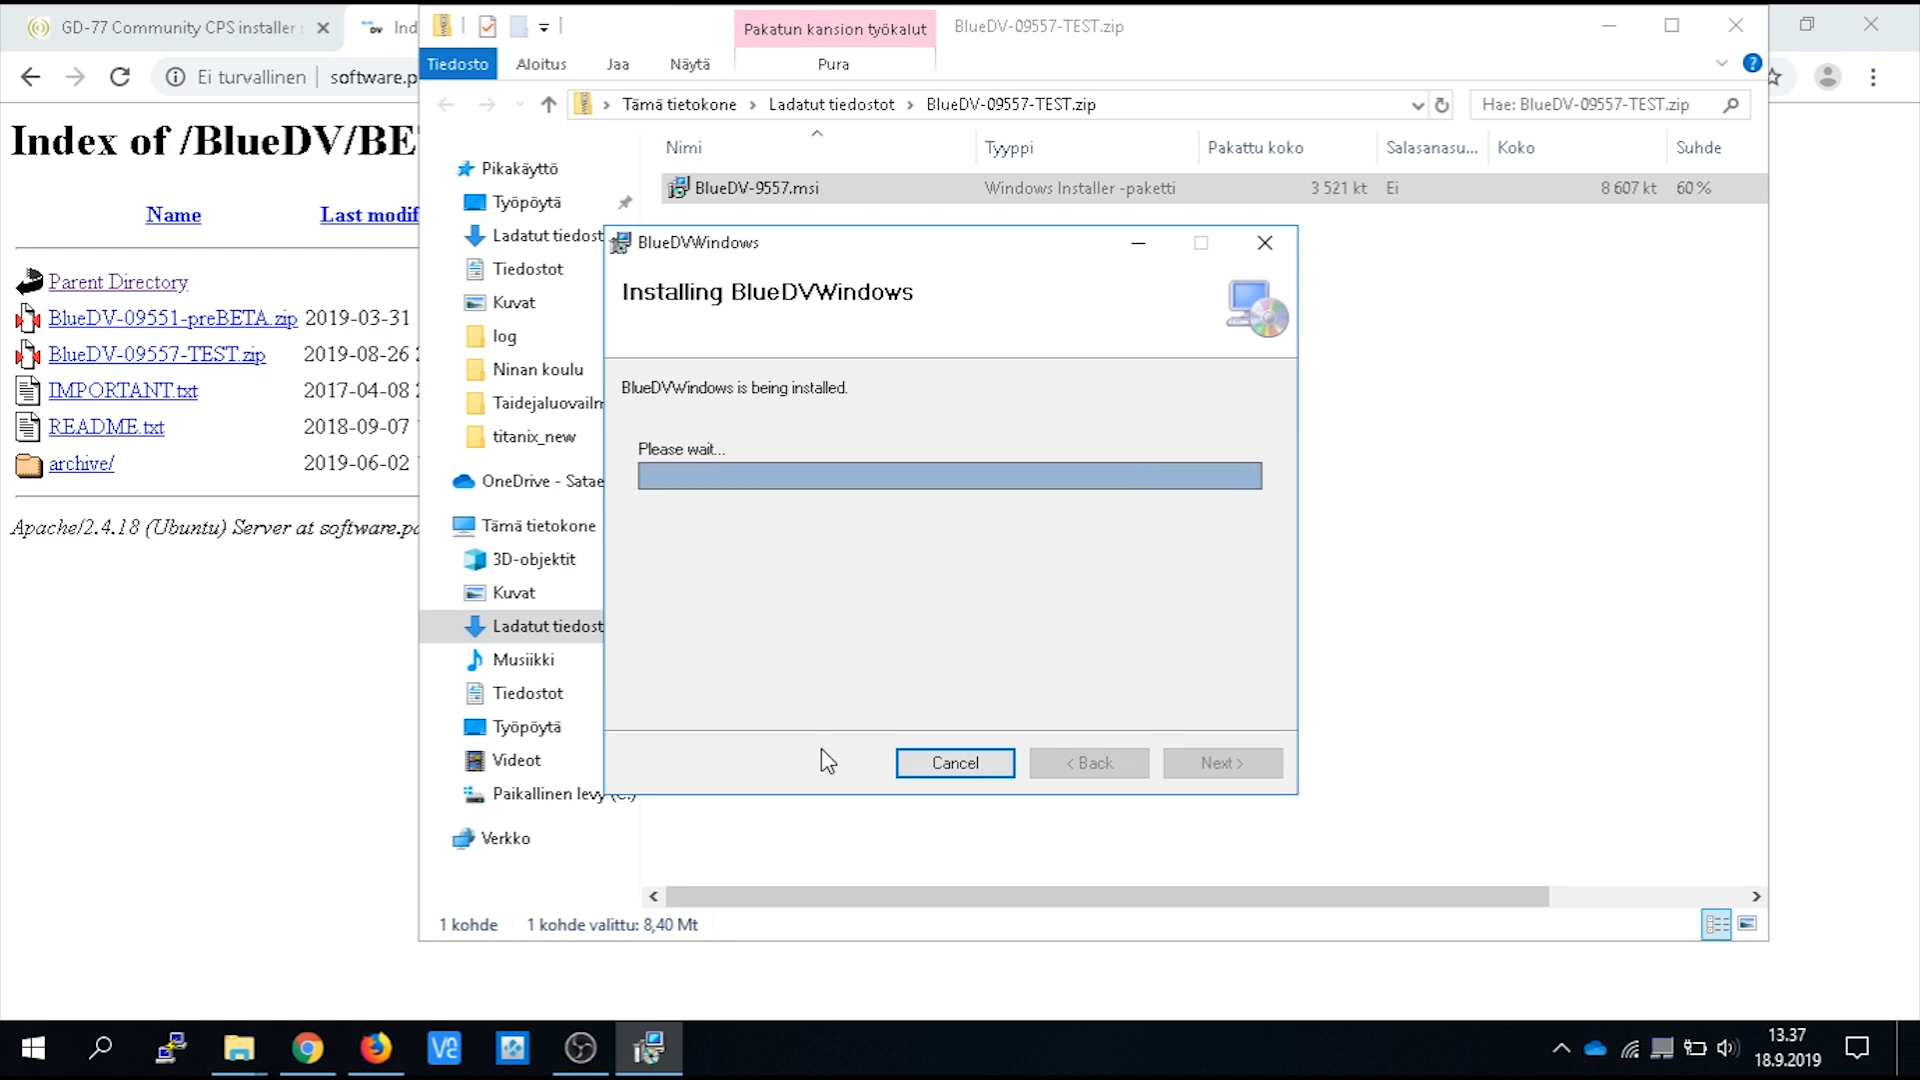 GD-77 Community CPS installer
Ind
Pakatun kansion työkalut
BlueDV-09557-TEST.zip
Tiedosto
Aloitus
Jaa
Näytä
Pura
Ei turvallinen
software.p
Tämä tietokone > Ladatut tiedostot > BlueDV-09557-TEST.zip
Hae: BlueDV-09557-TEST.zip
Index of /BlueDV/BE
Name
Last modif
Parent Directory
BlueDV-09551-preBETA.zip 2019-03-31
BlueDV-09557-TEST.zip 2019-08-26 2
IMPORTANT.txt 2017-04-08 2
README.txt 2018-09-07
archive/ 2019-06-02
Apache/2.4.18 (Ubuntu) Server at software.pa
Nimi
Tyyppi
Pakattu koko
Salasanasu...
Koko
Suhde
BlueDV-9557.msi
Windows Installer -paketti
3 521 kt
Ei
8 607 kt
60 %
Pikakäyttö
Työpöytä
Ladatut tiedost
Tiedostot
Kuvat
log
Ninan koulu
Taidejaluovailm
titanix_new
OneDrive - Satae
Tämä tietokone
3D-objektit
Kuvat
Ladatut tiedost
Musiikki
Tiedostot
Työpöytä
Videot
Paikallinen levy (C:)
Verkko
BlueDVWindows
Installing BlueDVWindows
BlueDVWindows is being installed.
Please wait...
Cancel
< Back
Next >
1 kohde
1 kohde valittu: 8,40 Mt
13.37
18.9.2019